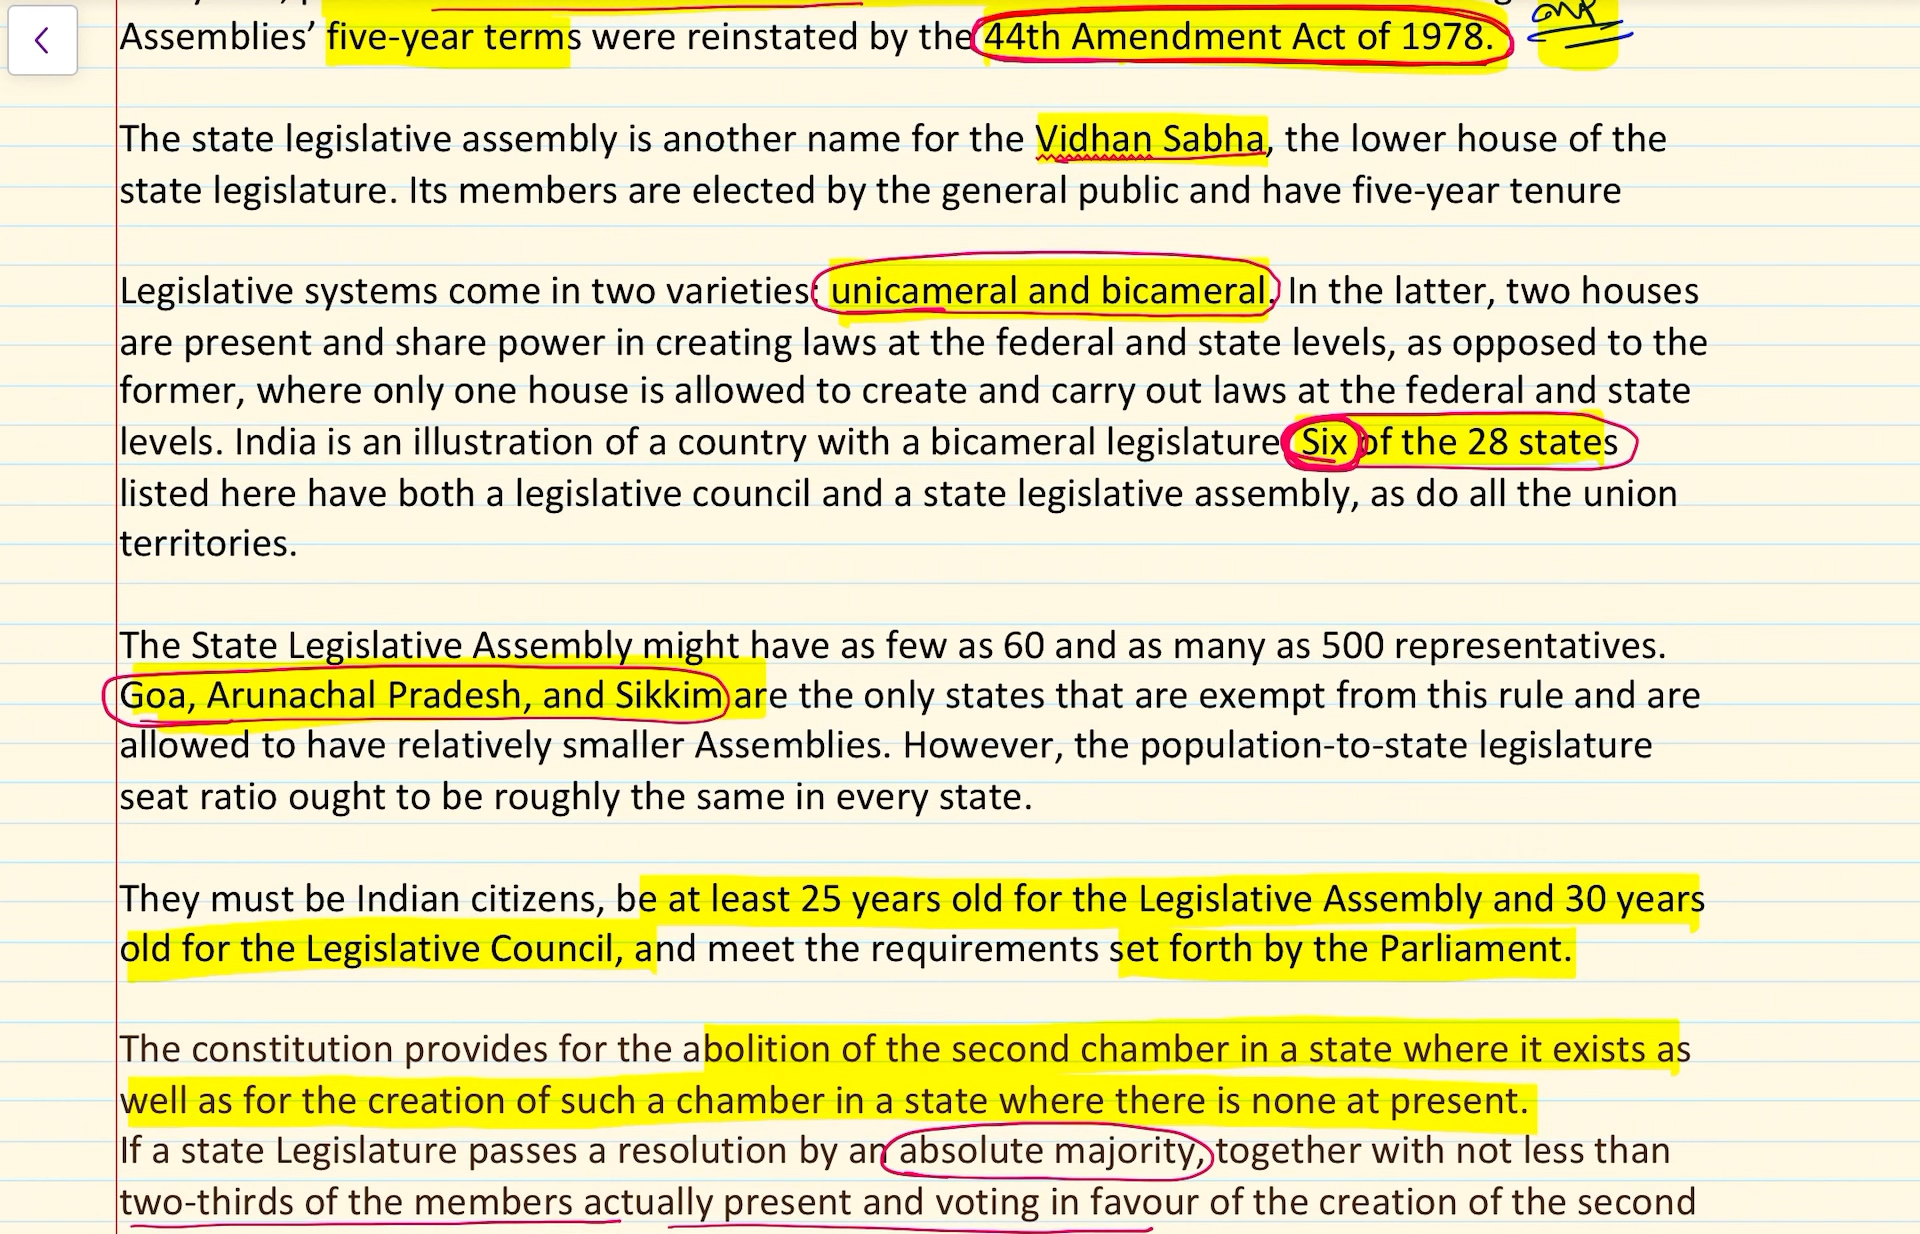 Assemblies’ five-year terms were reinstated by the 44th Amendment Act of 1978.
The state legislative assembly is another name for the Vidhan Sabha, the lower house of the
state legislature. Its members are elected by the general public and have five-year tenure
Legislative systems come in two varieties: unicameral and bicameral. In the latter, two houses
are present and share power in creating laws at the federal and state levels, as opposed to the
former, where only one house is allowed to create and carry out laws at the federal and state
levels. India is an illustration of a country with a bicameral legislature Six of the 28 states
listed here have both a legislative council and a state legislative assembly, as do all the union
territories.
The State Legislative Assembly might have as few as 60 and as many as 500 representatives.
Goa, Arunachal Pradesh, and Sikkim are the only states that are exempt from this rule and are
allowed to have relatively smaller Assemblies. However, the population-to-state legislature
seat ratio ought to be roughly the same in every state.
They must be Indian citizens, be at least 25 years old for the Legislative Assembly and 30 years
old for the Legislative Council, and meet the requirements set forth by the Parliament.
The constitution provides for the abolition of the second chamber in a state where it exists as
well as for the creation of such a chamber in a state where there is none at present.
If a state Legislature passes a resolution by an absolute majority, together with not less than
two-thirds of the members actually present and voting in favour of the creation of the second